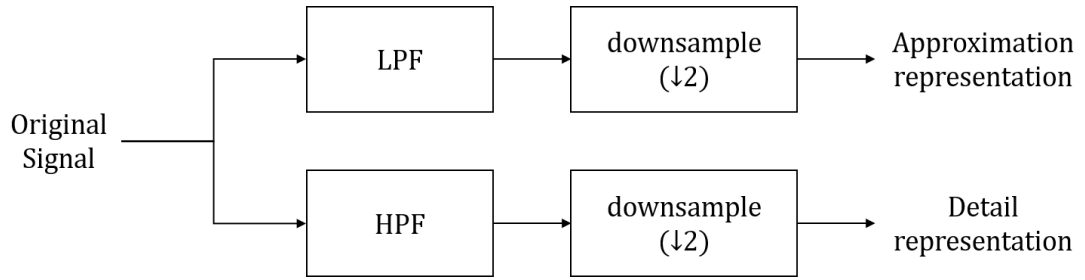 Original
Signal
LPF
downsample
(↓2)
Approximation
representation
HPF
downsample
(↓2)
Detail
representation